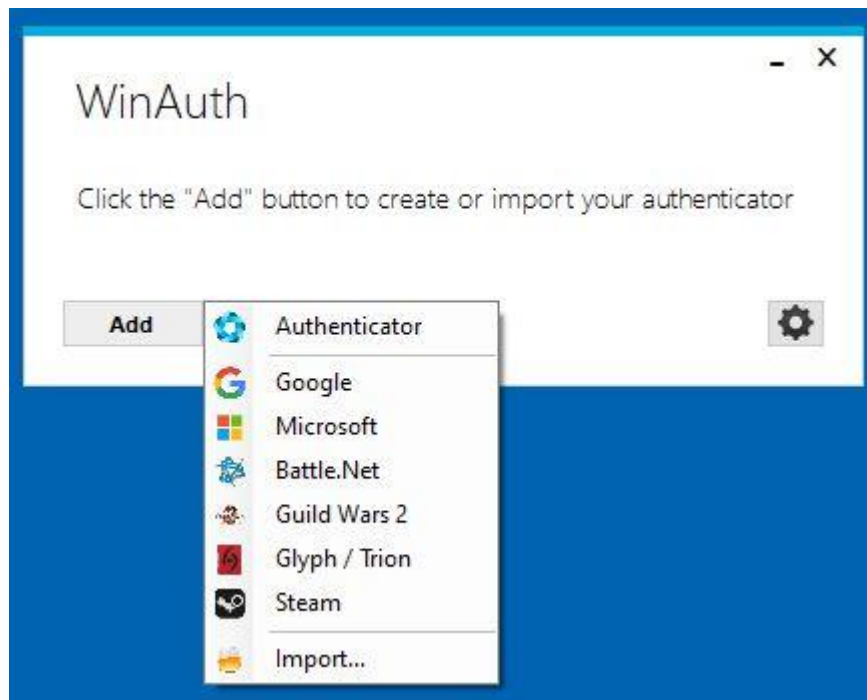 WinAuth
Click the "Add" button to create or import your authenticator
Add
Authenticator
Google
Microsoft
Battle.Net
Guild Wars 2
Glyph / Trion
Steam
Import...